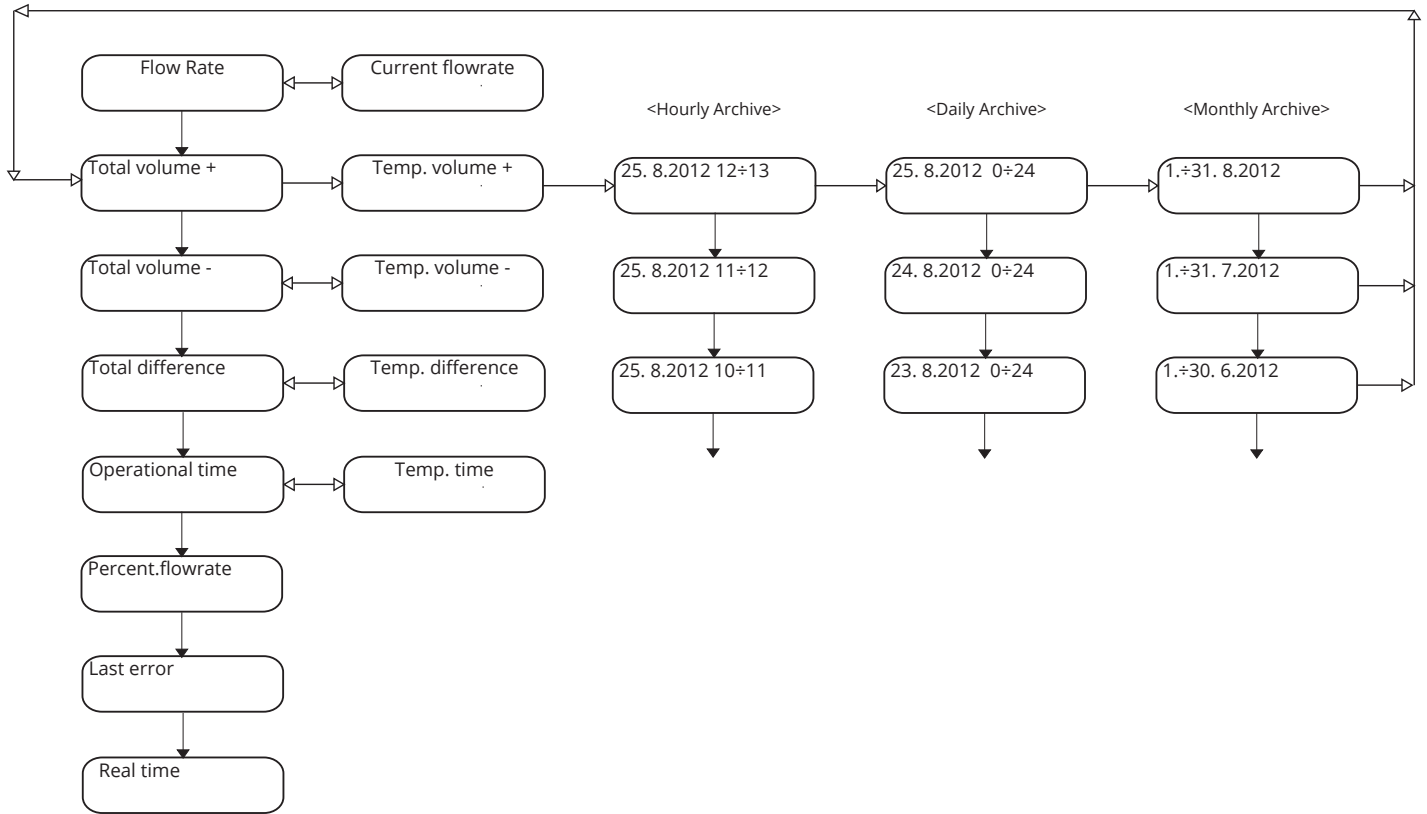 Flow Rate
Current flowrate
<Hourly Archive>
<Daily Archive>
<Monthly Archive>
Total volume +
Temp. volume +
25. 8.2012 12÷13
25. 8.2012  0÷24
1.÷31. 8.2012
Total volume -
Temp. volume -
25. 8.2012 11÷12
24. 8.2012  0÷24
1.÷31. 7.2012
Total difference
Temp. difference
25. 8.2012 10÷11
23. 8.2012  0÷24
1.÷30. 6.2012
Operational time
Temp. time
Percent.flowrate
Last error
Real time